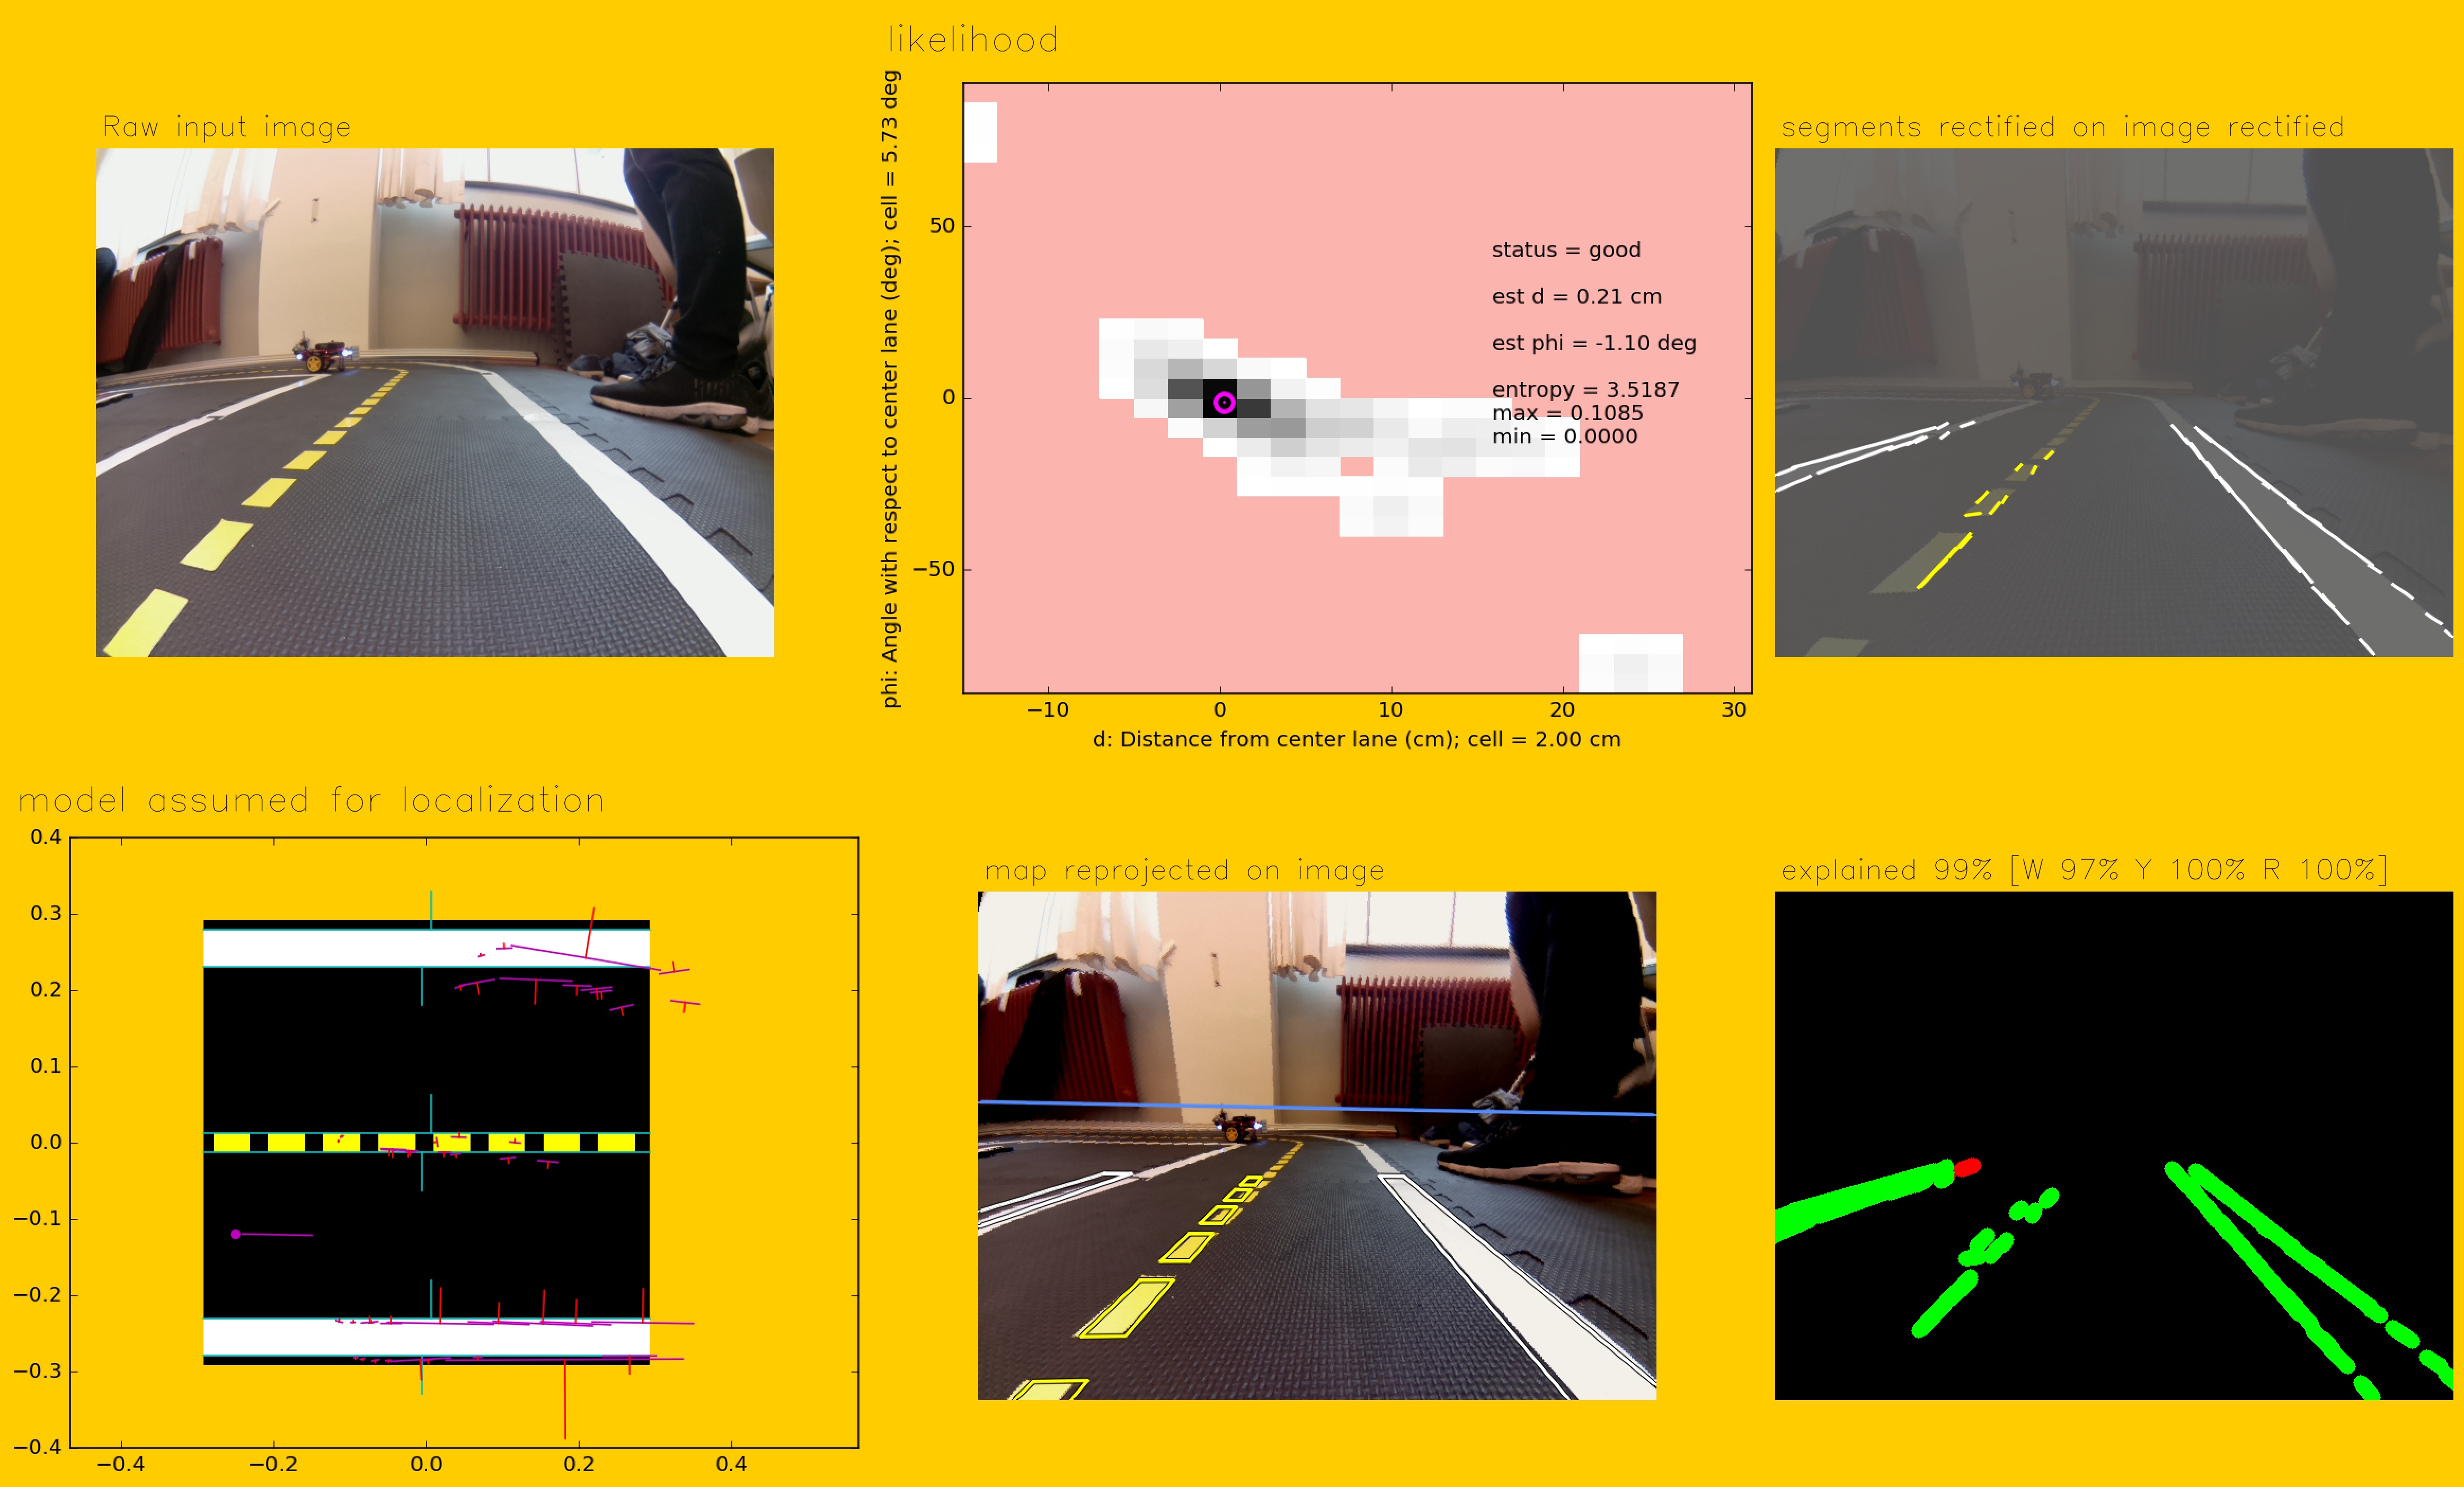 likelihood
Raw input image
segments rectified on image rectified
phi: Angle with respect to center lane (deg); cell = 5.73 deg
50
0
−50
status = good
est d = 0.21 cm
est phi = -1.10 deg
entropy = 3.5187
max = 0.1085
min = 0.0000
−10
0
10
20
30
d: Distance from center lane (cm); cell = 2.00 cm
model assumed for localization
0.4
0.3
0.2
0.1
0.0
−0.1
−0.2
−0.3
−0.4
−0.4
−0.2
0.0
0.2
0.4
map reprojected on image
explained 99% [W 97% Y 100% R 100%]